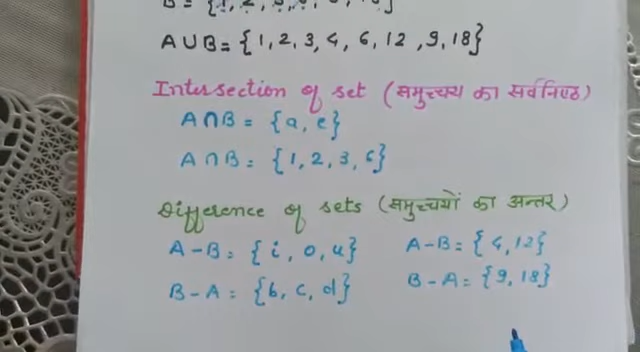 A∪B = {1, 2, 3, 4, 6, 12, 9, 18}
Intersection of set (समुच्चय का सर्वनिष्ठ)
A∩B = {a, e}
A∩B = {1, 2, 3, 6}
Difference of sets (समुच्चयों का अन्तर)
A-B = {i, o, u} A-B = {4, 12}
B-A = {b, c, d} B-A = {9, 18}